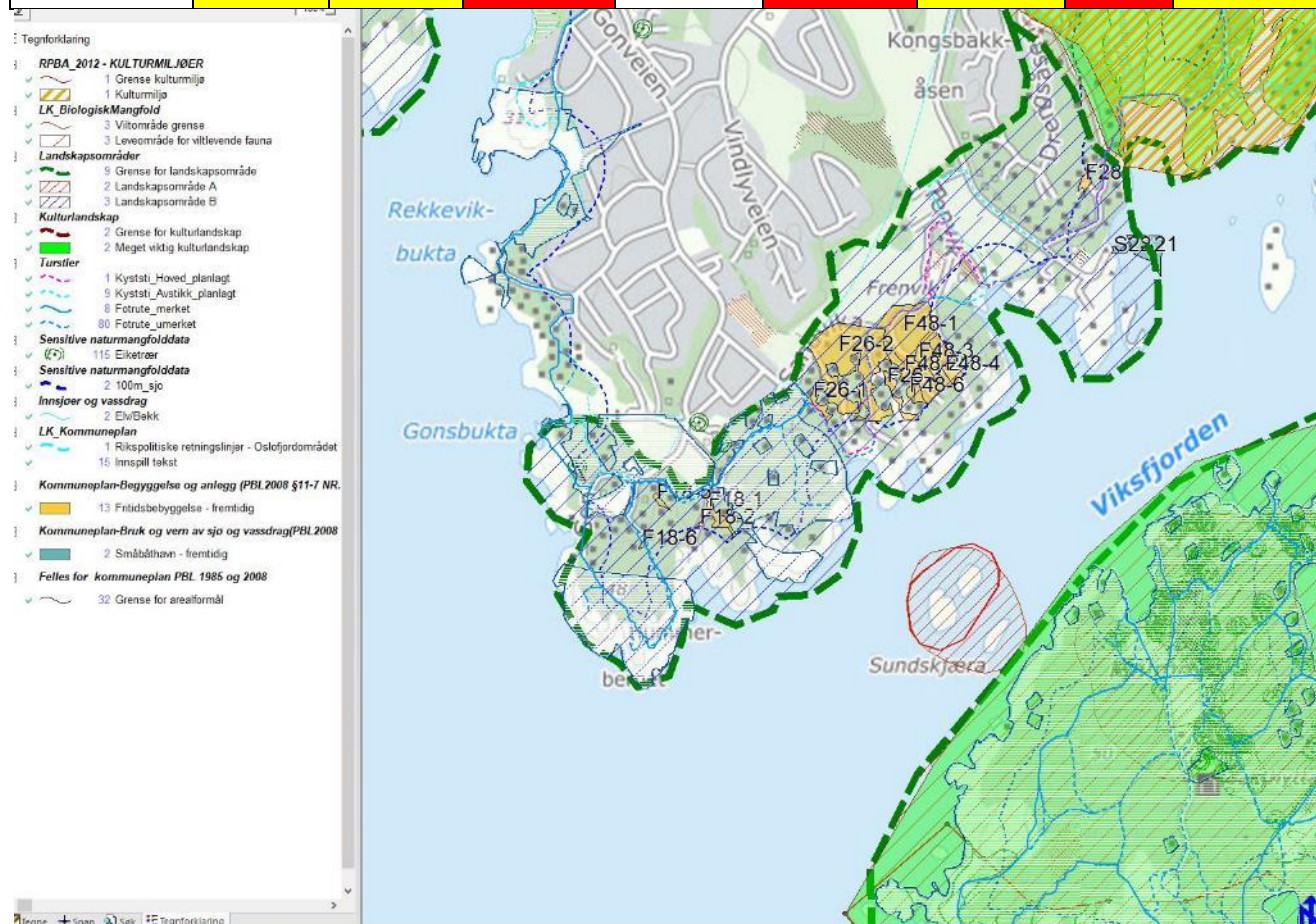 Tegnforklaring
RPBA_2012 - KULTURMILJØER
1 Grense kulturmiljø
1 Kulturmiljø
LK_BiologiskMangfold
3 Viltområde grense
3 Leveområde for viltlevende fauna
Landskapsområder
9 Grense for landskapsområde
2 Landskapsområde A
3 Landskapsområde B
Kulturlandskap
2 Grense for kulturlandskap
2 Meget viktig kulturlandskap
Turstier
1 Kyststi_Hoved_planlagt
9 Kyststi_Avstikk_planlagt
8 Fotrute_merket
80 Fotrute_umerket
Sensitive naturmangfolddata
115 Eiketrær
Sensitive naturmangfolddata
2 100m_sjo
Innsjøer og vassdrag
2 Elv/Bekk
LK_Kommuneplan
1 Rikspolitiske retningslinjer - Oslofjordområdet
15 Innspill tekst
Kommuneplan-Begyggelse og anlegg (PBL2008 §11-7 NR.
13 Fritidsbebyggelse - fremtidig
Kommuneplan-Bruk og vern av sjø og vassdrag(PBL2008
2 Småbåthavn - fremtidig
Felles for kommuneplan PBL 1985 og 2008
32 Grense for arealformål
Tegne Snap Søk Tegnforklaring
Gonveien
Kongsbakk-
åsen
Vindlyveien
F28
Rekkevik-
bukta
S2221
Frenvik
F48-1
F26-2
F48-3
F48-4
F26-1
F48-6
Gonsbukta
Viksfjorden
F18-1
F18-2
F18-6
Sundskjæra